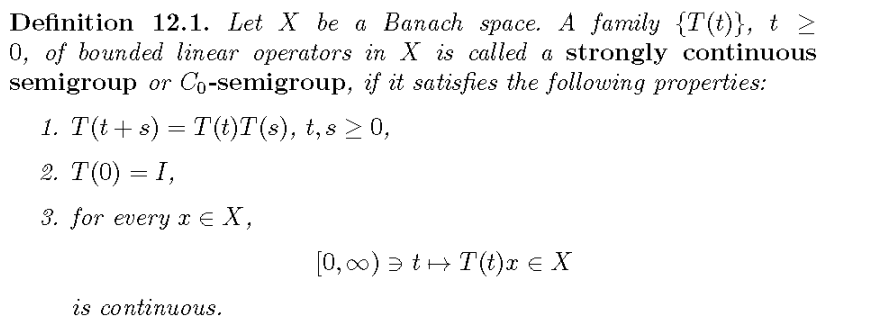 Definition 12.1. Let X be a Banach space. A family {T(t)}, t ≥
0, of bounded linear operators in X is called a strongly continuous
semigroup or C₀-semigroup, if it satisfies the following properties:
1. T(t + s) = T(t)T(s), t, s ≥ 0,
2. T(0) = I,
3. for every x ∈ X,
[0, ∞) ∋ t ↦ T(t)x ∈ X
is continuous.